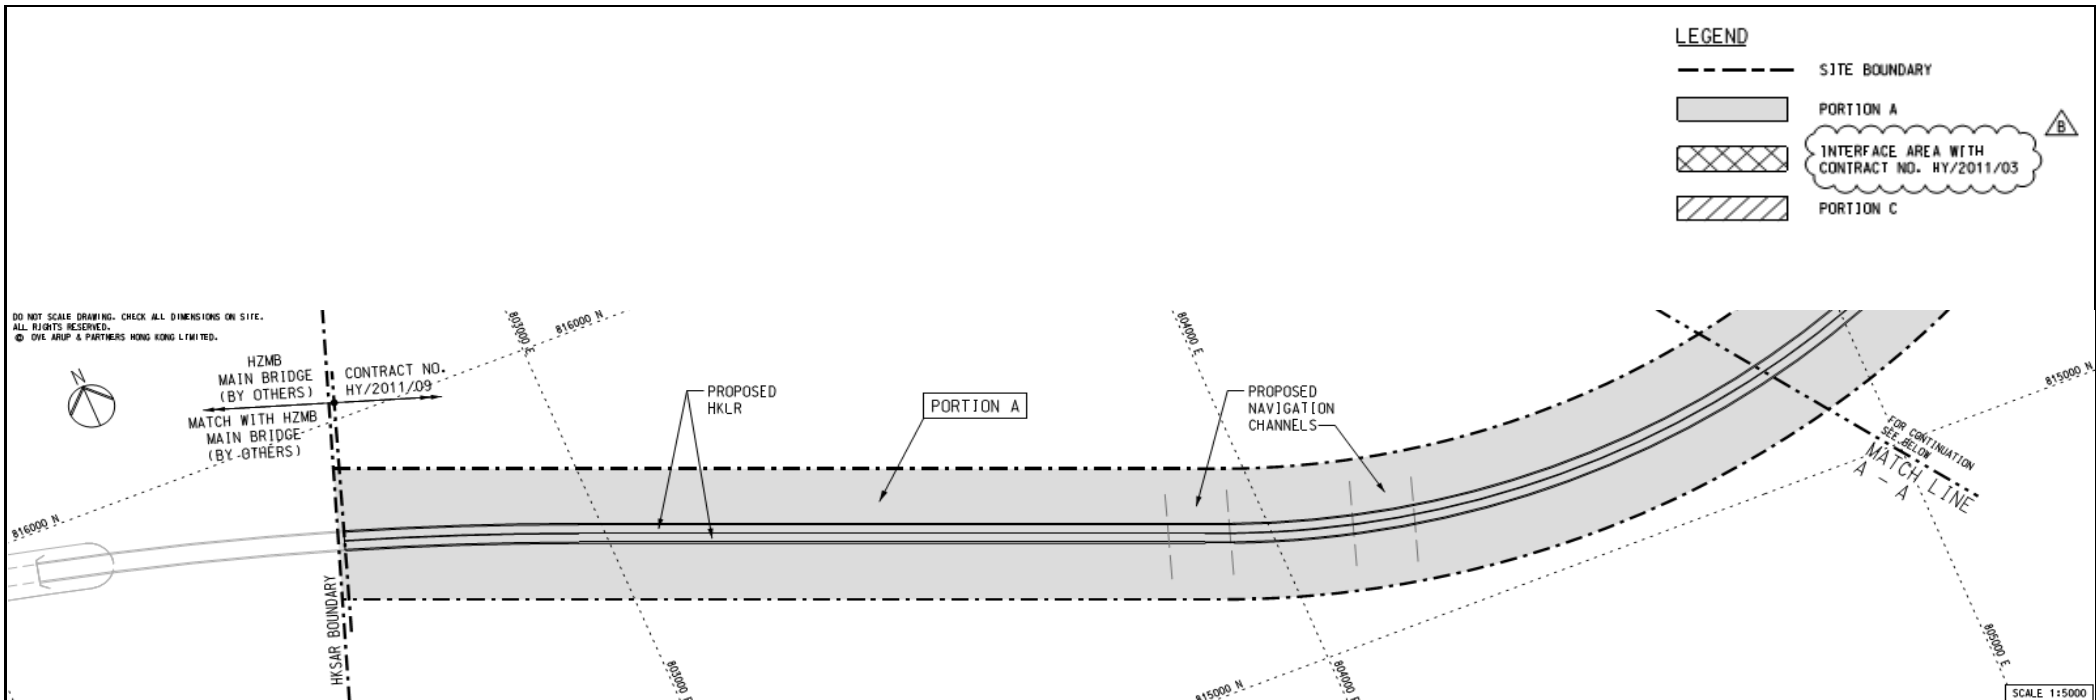 LEGEND
SITE BOUNDARY
PORTION A
B
INTERFACE AREA WITH
CONTRACT NO. HY/2011/03
PORTION C
DO NOT SCALE DRAWING. CHECK ALL DIMENSIONS ON SITE.
ALL RIGHTS RESERVED.
© OVE ARUP & PARTNERS HONG KONG LIMITED.
N
HZMB
MAIN BRIDGE
(BY OTHERS)
CONTRACT NO.
HY/2011/09
MATCH WITH HZMB
MAIN BRIDGE
(BY OTHERS)
803000 E
816000 N
804000 E
PROPOSED
HKLR
PORTION A
PROPOSED
NAVIGATION
CHANNELS
815000 N
FOR CONTINUATION
SEE BELOW
MATCH LINE
A - A
816000 N
HKSAR BOUNDARY
803000 E
815000 N
804000 E
805000 E
SCALE 1:5000